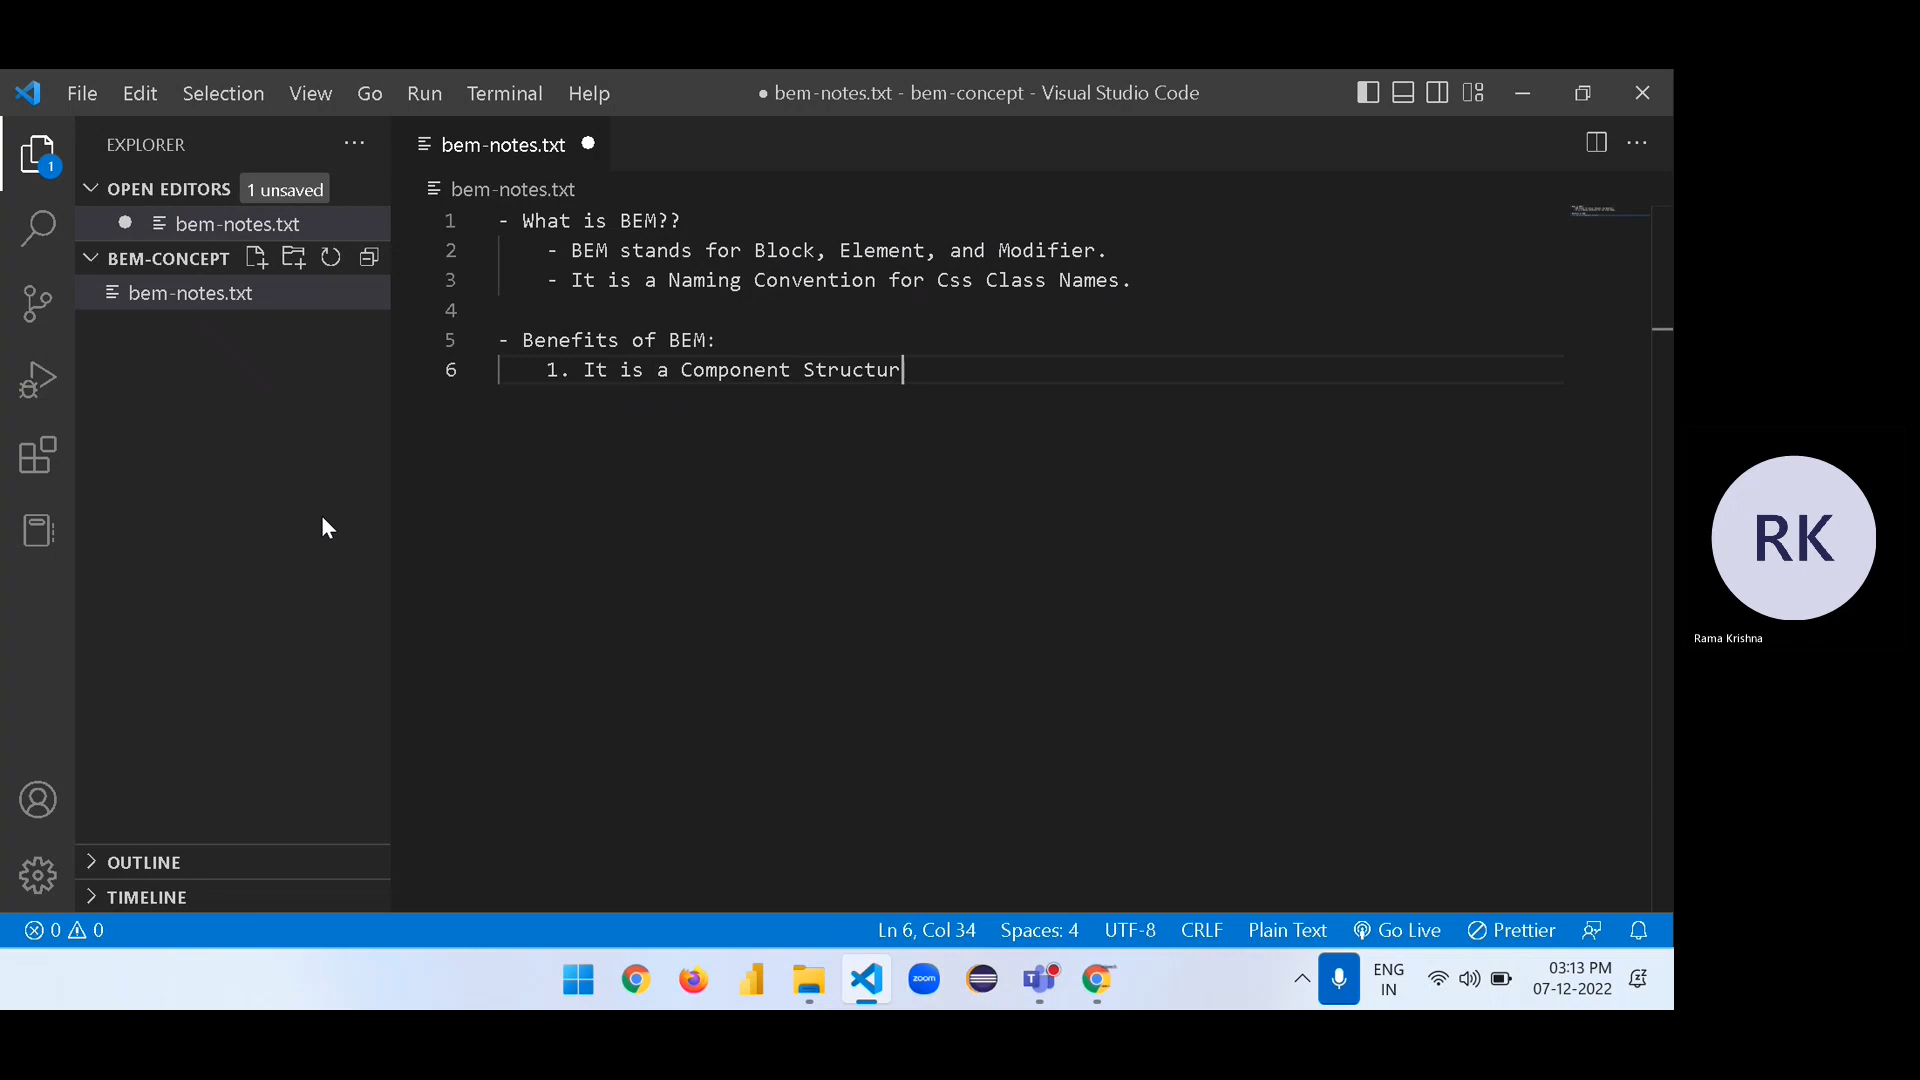 File Edit Selection View Go Run Terminal Help ● bem-notes.txt - bem-concept - Visual Studio Code
EXPLORER ···
bem-notes.txt
OPEN EDITORS 1 unsaved
bem-notes.txt
BEM-CONCEPT
bem-notes.txt
bem-notes.txt
1 - What is BEM??
2 - BEM stands for Block, Element, and Modifier.
3 - It is a Naming Convention for Css Class Names.
4
5 - Benefits of BEM:
6 1. It is a Component Structur
1
RK
Rama Krishna
OUTLINE
TIMELINE
0 0 Ln 6, Col 34 Spaces: 4 UTF-8 CRLF Plain Text Go Live Prettier
zoom
T
ENG
IN
03:13 PM
07-12-2022